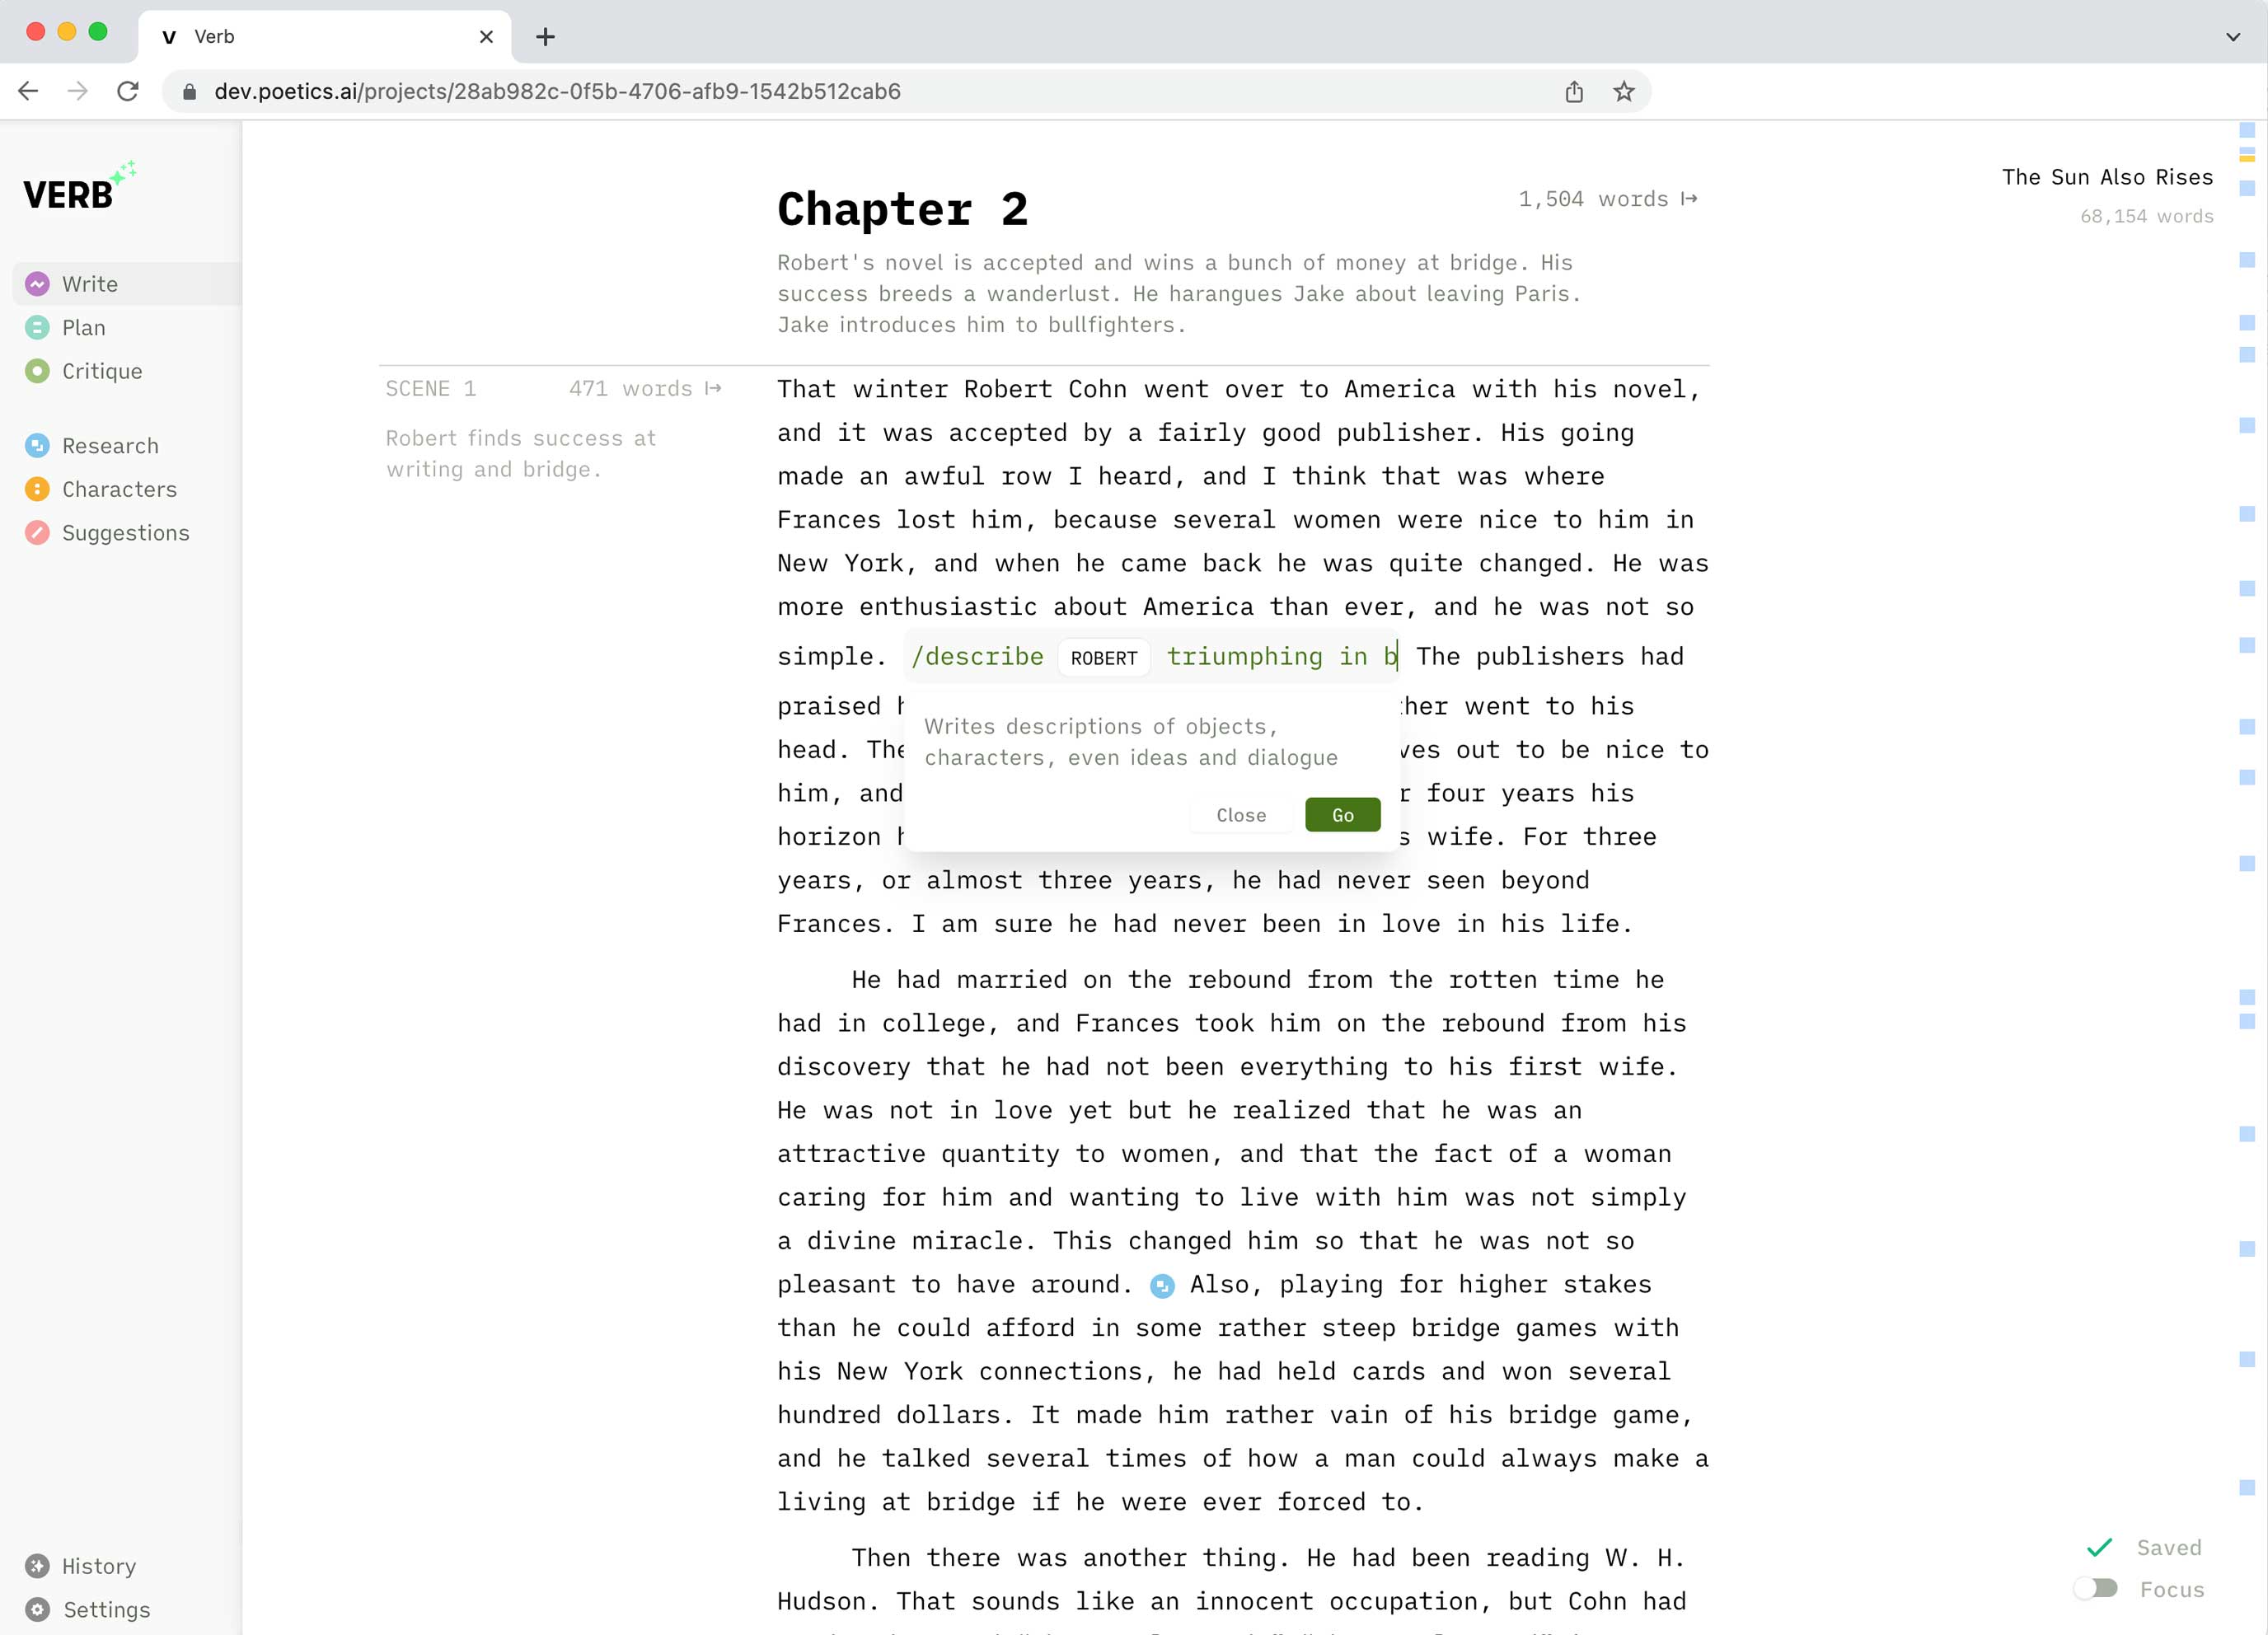 Verb
dev.poetics.ai/projects/28ab982c-0f5b-4706-afb9-1542b512cab6
VERB
Write
Plan
Critique
Research
Characters
Suggestions
History
Settings
Chapter 2
1,504 words
Robert's novel is accepted and wins a bunch of money at bridge. His
success breeds a wanderlust. He harangues Jake about leaving Paris.
Jake introduces him to bullfighters.
The Sun Also Rises
68,154 words
SCENE 1 471 words
Robert finds success at
writing and bridge.
That winter Robert Cohn went over to America with his novel,
and it was accepted by a fairly good publisher. His going
made an awful row I heard, and I think that was where
Frances lost him, because several women were nice to him in
New York, and when he came back he was quite changed. He was
more enthusiastic about America than ever, and he was not so
simple. /describe ROBERT triumphing in b The publishers had
praised went to his
head. out to be nice to
him, and four years his
horizon wife. For three
Writes descriptions of objects,
characters, even ideas and dialogue
Close Go
years, or almost three years, he had never seen beyond
Frances. I am sure he had never been in love in his life.
He had married on the rebound from the rotten time he
had in college, and Frances took him on the rebound from his
discovery that he had not been everything to his first wife.
He was not in love yet but he realized that he was an
attractive quantity to women, and that the fact of a woman
caring for him and wanting to live with him was not simply
a divine miracle. This changed him so that he was not so
pleasant to have around. Also, playing for higher stakes
than he could afford in some rather steep bridge games with
his New York connections, he had held cards and won several
hundred dollars. It made him rather vain of his bridge game,
and he talked several times of how a man could always make a
living at bridge if he were ever forced to.
Then there was another thing. He had been reading W. H.
Hudson. That sounds like an innocent occupation, but Cohn had
Saved
Focus